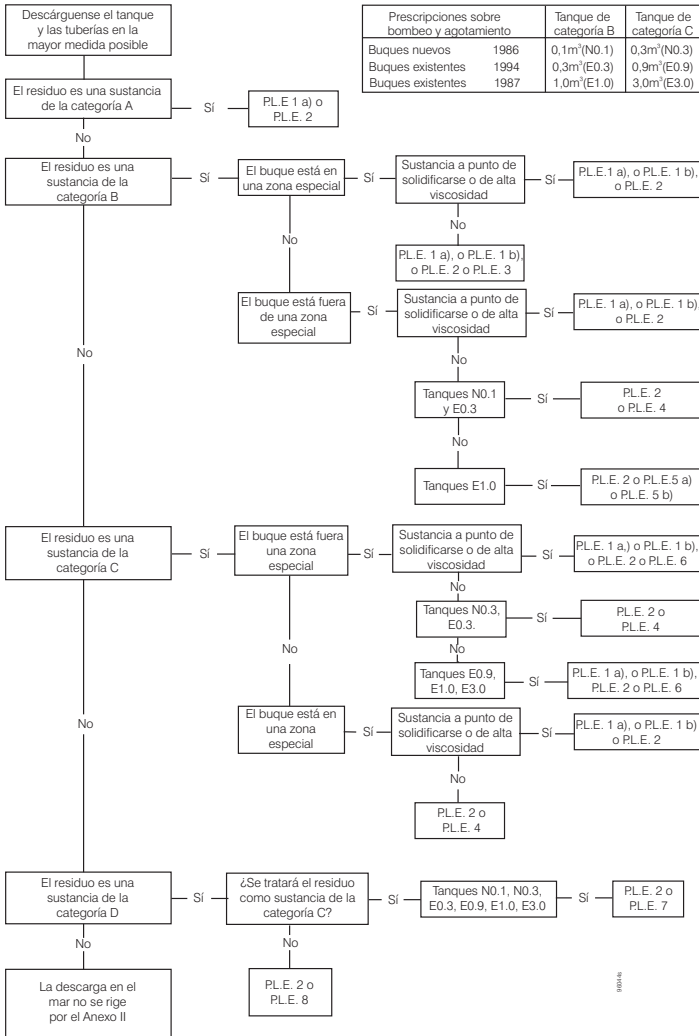 Descárguense el tanque
y las tuberías en la
mayor medida posible
Prescripciones sobre
bombeo y agotamiento
Tanque de
categoría B
Tanque de
categoría C
Buques nuevos 1986 0,1m³(N0.1) 0,3m³(N0.3)
Buques existentes 1994 0,3m³(E0.3) 0,9m³(E0.9)
Buques existentes 1987 1,0m³(E1.0) 3,0m³(E3.0)
El residuo es una sustancia
de la categoría A
Sí
P.L.E 1 a) o
P.L.E. 2
No
El residuo es una
sustancia de la
categoría B
Sí
El buque está en
una zona especial
Sí
Sustancia a punto de
solidificarse o de alta
viscosidad
Sí
P.L.E.1 a), o P.L.E. 1 b),
o P.L.E. 2
No
No
P.L.E. 1 a), o P.L.E. 1 b),
o P.L.E. 2 o P.L.E. 3
El buque está fuera
de una zona
especial
Sí
Sustancia a punto de
solidificarse o de alta
viscosidad
Sí
P.L.E. 1 a), o P.L.E. 1 b),
o P.L.E. 2
No
No
Tanques N0.1
y E0.3
Sí
P.L.E. 2
o P.L.E. 4
No
Tanques E1.0
Sí
P.L.E. 2 o P.L.E.5 a)
o P.L.E. 5 b)
El residuo es una
sustancia de la
categoría C
Sí
El buque está fuera
una zona
especial
Sí
Sustancia a punto de
solidificarse o de alta
viscosidad
Sí
P.L.E. 1 a,) o P.L.E. 1 b),
o P.L.E. 2 o P.L.E. 6
No
Tanques N0.3,
E0.3.
Sí
P.L.E. 2 o
P.L.E. 4
No
No
Tanques E0.9,
E1.0, E3.0
Sí
P.L.E. 1 a), o P.L.E. 1 b),
P.L.E. 2 o P.L.E. 6
No
El buque está en
una zona
especial
Sí
Sustancia a punto de
solidificarse o de alta
viscosidad
Sí
P.L.E. 1 a), o P.L.E. 1 b)
o P.L.E. 2
No
P.L.E. 2 o
P.L.E. 4
El residuo es una
sustancia de la
categoría D
Sí
¿Se tratará el residuo
como sustancia de la
categoría C?
Sí
Tanques N0.1, N0.3,
E0.3, E0.9, E1.0, E3.0
Sí
P.L.E. 2 o
P.L.E. 7
No
No
La descarga en el
mar no se rige
por el Anexo II
P.L.E. 2 o
P.L.E. 8